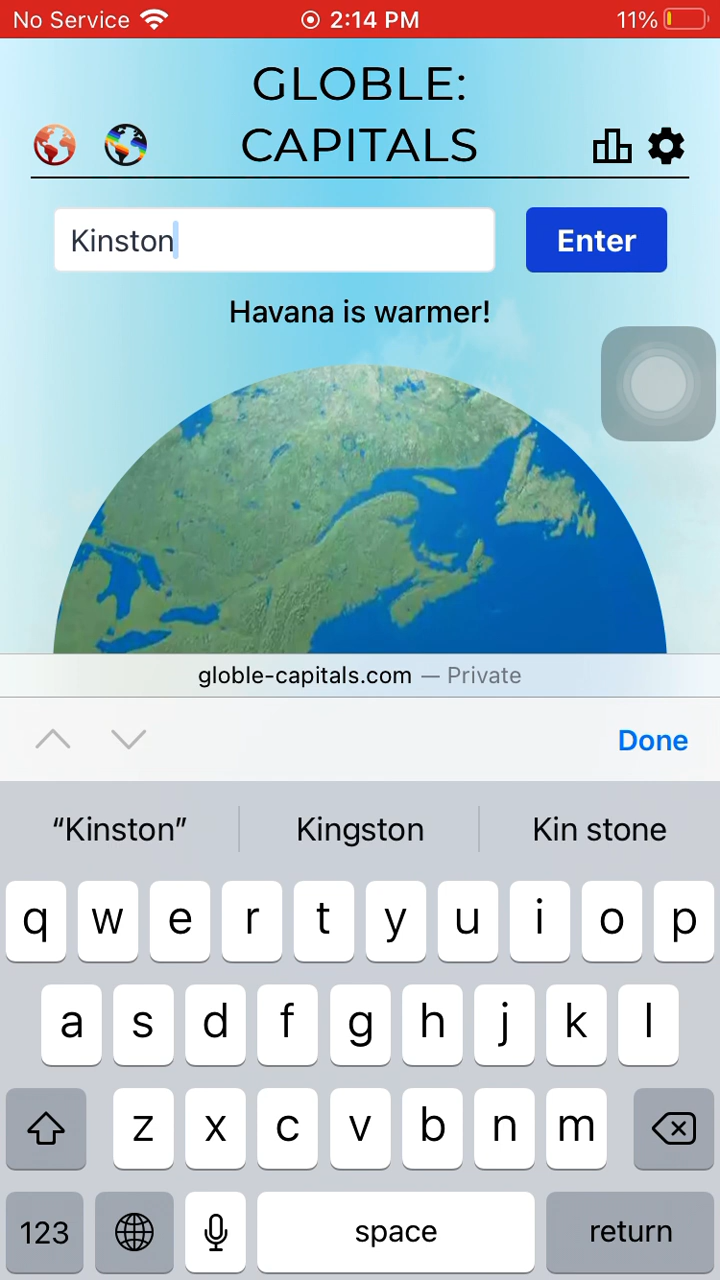 No Service 2:14 PM 11%
GLOBLE:
CAPITALS
Kinston Enter
Havana is warmer!
globle-capitals.com — Private
Done
“Kinston” Kingston Kin stone
q w e r t y u i o p
a s d f g h j k l
z x c v b n m
123 space return